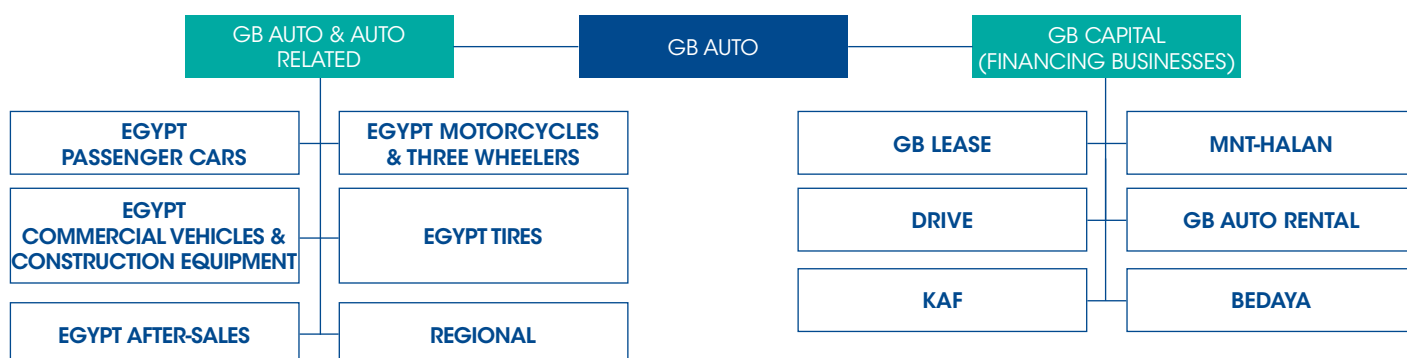 GB AUTO & AUTO
RELATED
GB AUTO
GB CAPITAL
(FINANCING BUSINESSES)
EGYPT
PASSENGER CARS
EGYPT MOTORCYCLES
& THREE WHEELERS
EGYPT
COMMERCIAL VEHICLES &
CONSTRUCTION EQUIPMENT
EGYPT TIRES
EGYPT AFTER-SALES
REGIONAL
GB LEASE
MNT-HALAN
DRIVE
GB AUTO RENTAL
KAF
BEDAYA